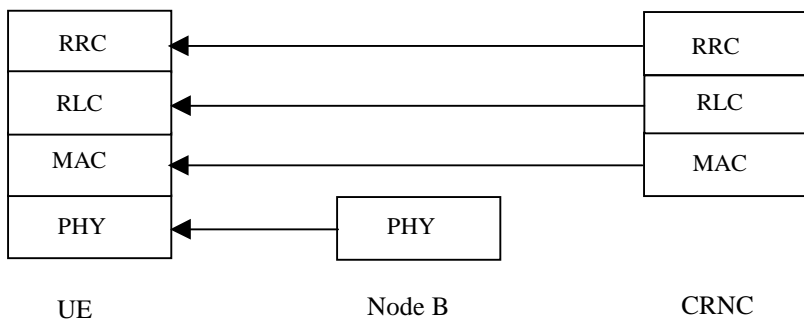 RRC RRC
RLC RLC
MAC MAC
PHY PHY
UE Node B CRNC